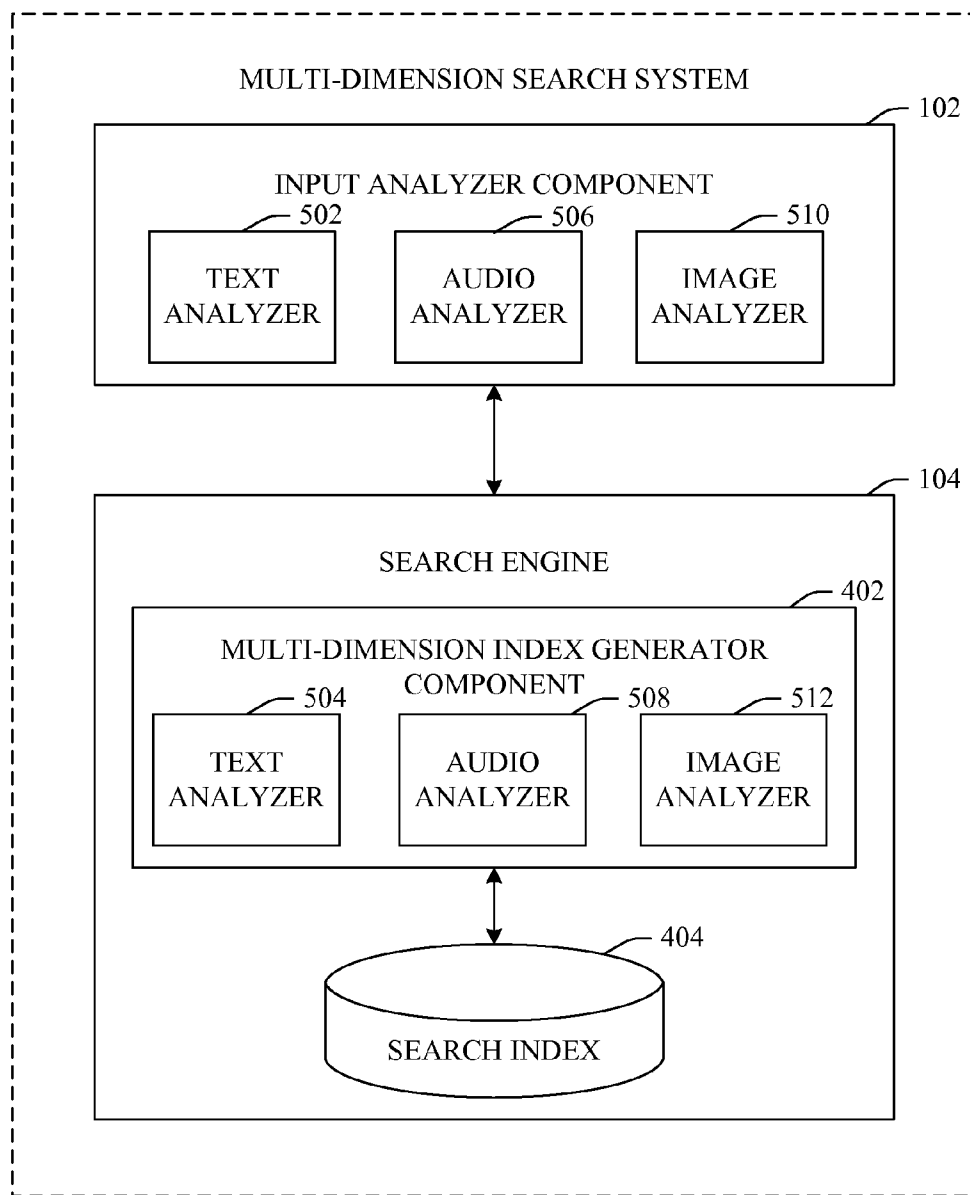 MULTI-DIMENSION SEARCH SYSTEM
102
INPUT ANALYZER COMPONENT
502
506
510
TEXT
ANALYZER
AUDIO
ANALYZER
IMAGE
ANALYZER
104
SEARCH ENGINE
402
MULTI-DIMENSION INDEX GENERATOR
COMPONENT
504
508
512
TEXT
ANALYZER
AUDIO
ANALYZER
IMAGE
ANALYZER
404
SEARCH INDEX